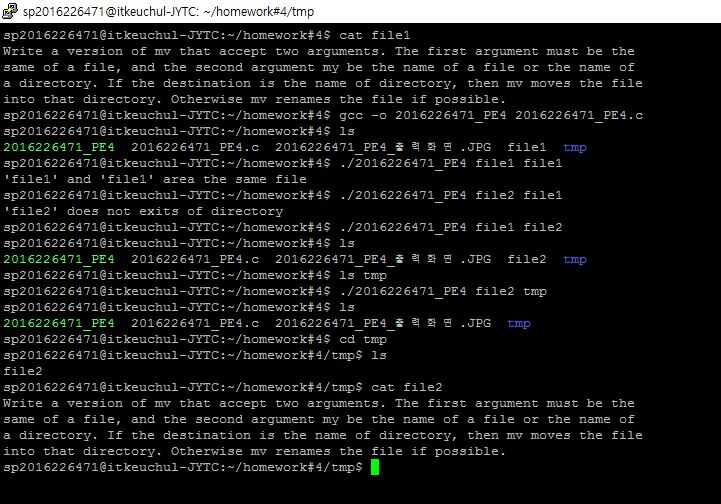 sp2016226471@itkeuchul-JYTC: ~/homework#4/tmp
sp2016226471@itkeuchul-JYTC:~/homework#4$ cat file1
Write a version of mv that accept two arguments. The first argument must be the
same of a file, and the second argument my be the name of a file or the name of
a directory. If the destination is the name of directory, then mv moves the file
into that directory. Otherwise mv renames the file if possible.
sp2016226471@itkeuchul-JYTC:~/homework#4$ gcc -o 2016226471_PE4 2016226471_PE4.c
sp2016226471@itkeuchul-JYTC:~/homework#4$ ls
2016226471_PE4  2016226471_PE4.c  2016226471_PE4_출력화면.JPG  file1  tmp
sp2016226471@itkeuchul-JYTC:~/homework#4$ ./2016226471_PE4 file1 file1
'file1' and 'file1' area the same file
sp2016226471@itkeuchul-JYTC:~/homework#4$ ./2016226471_PE4 file2 file1
'file2' does not exits of directory
sp2016226471@itkeuchul-JYTC:~/homework#4$ ./2016226471_PE4 file1 file2
sp2016226471@itkeuchul-JYTC:~/homework#4$ ls
2016226471_PE4  2016226471_PE4.c  2016226471_PE4_출력화면.JPG  file2  tmp
sp2016226471@itkeuchul-JYTC:~/homework#4$ ls tmp
sp2016226471@itkeuchul-JYTC:~/homework#4$ ./2016226471_PE4 file2 tmp
sp2016226471@itkeuchul-JYTC:~/homework#4$ ls
2016226471_PE4  2016226471_PE4.c  2016226471_PE4_출력화면.JPG  tmp
sp2016226471@itkeuchul-JYTC:~/homework#4$ cd tmp
sp2016226471@itkeuchul-JYTC:~/homework#4/tmp$ ls
file2
sp2016226471@itkeuchul-JYTC:~/homework#4/tmp$ cat file2
Write a version of mv that accept two arguments. The first argument must be the
same of a file, and the second argument my be the name of a file or the name of
a directory. If the destination is the name of directory, then mv moves the file
into that directory. Otherwise mv renames the file if possible.
sp2016226471@itkeuchul-JYTC:~/homework#4/tmp$